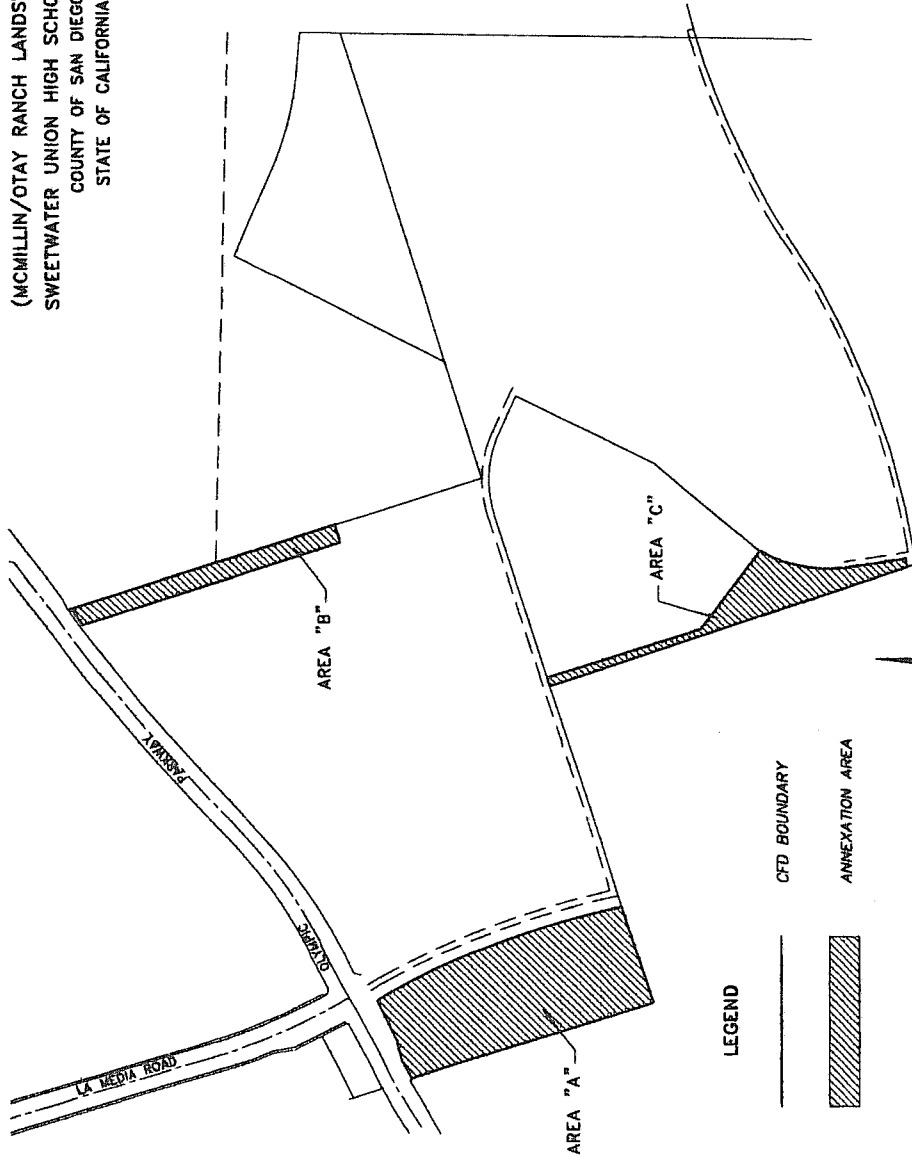 (MCMILLIN/OTAY RANCH LANDS
SWEETWATER UNION HIGH SCHO
COUNTY OF SAN DIEGO
STATE OF CALIFORNIA
PARKWAY
OLYMPIC
LA MEDIA ROAD
AREA "B"
AREA "C"
AREA "A"
LEGEND
CFD BOUNDARY
ANNEXATION AREA